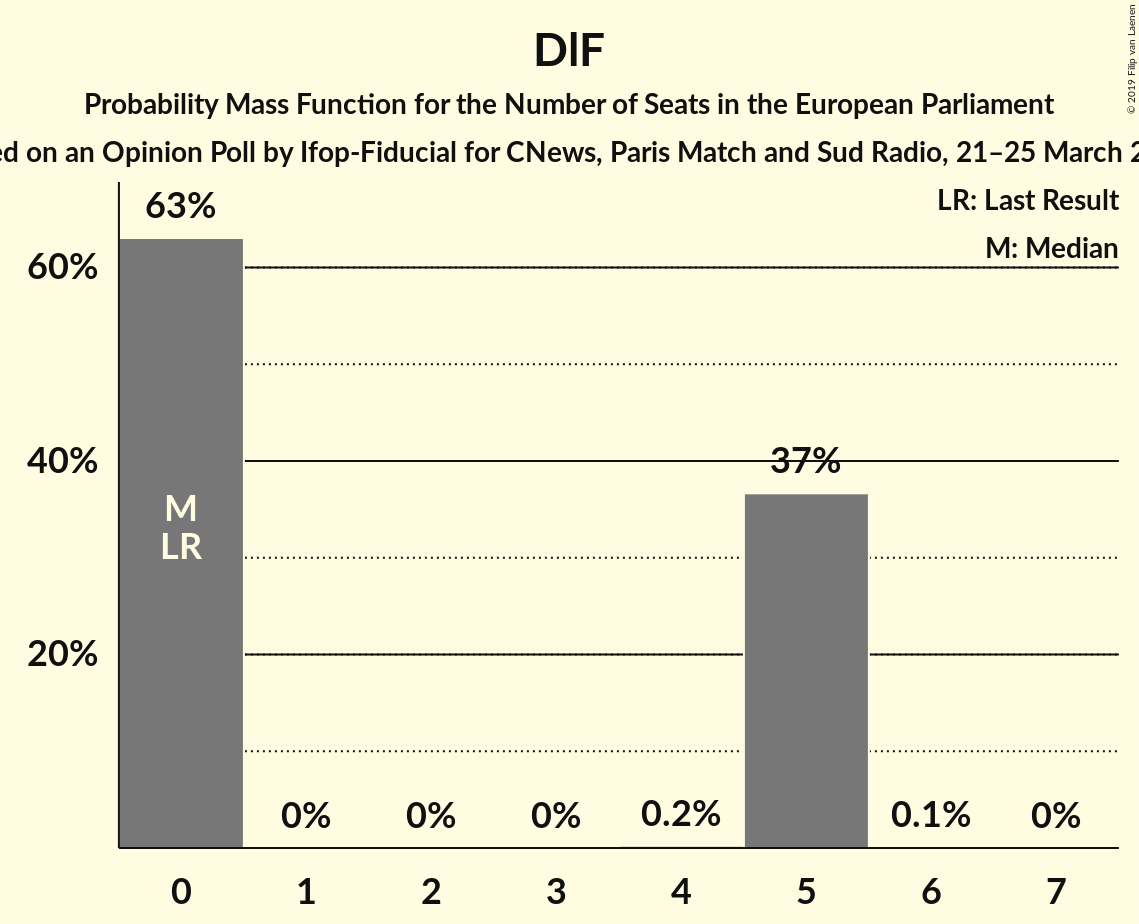 DlF
Probability Mass Function for the Number of Seats in the European Parliament
on an Opinion Poll by Ifop-Fiducial for CNews, Paris Match and Sud Radio, 21–25 March
© 2019 Filip van Laenen
LR: Last Result
M: Median
63%
60%
40%
37%
M
LR
20%
0% 0% 0% 0.2% 0.1% 0%
0 1 2 3 4 5 6 7